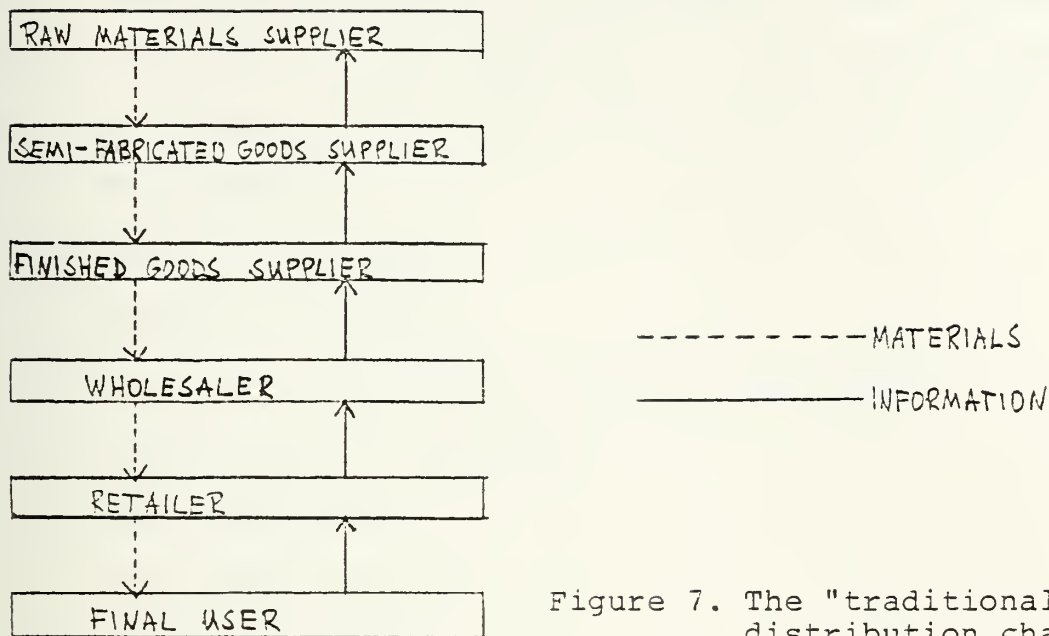 RAW MATERIALS SUPPLIER
SEMI-FABRICATED GOODS SUPPLIER
FINISHED GOODS SUPPLIER
WHOLESALER
RETAILER
FINAL USER
MATERIALS
INFORMATION
Figure 7. The "traditional
distribution